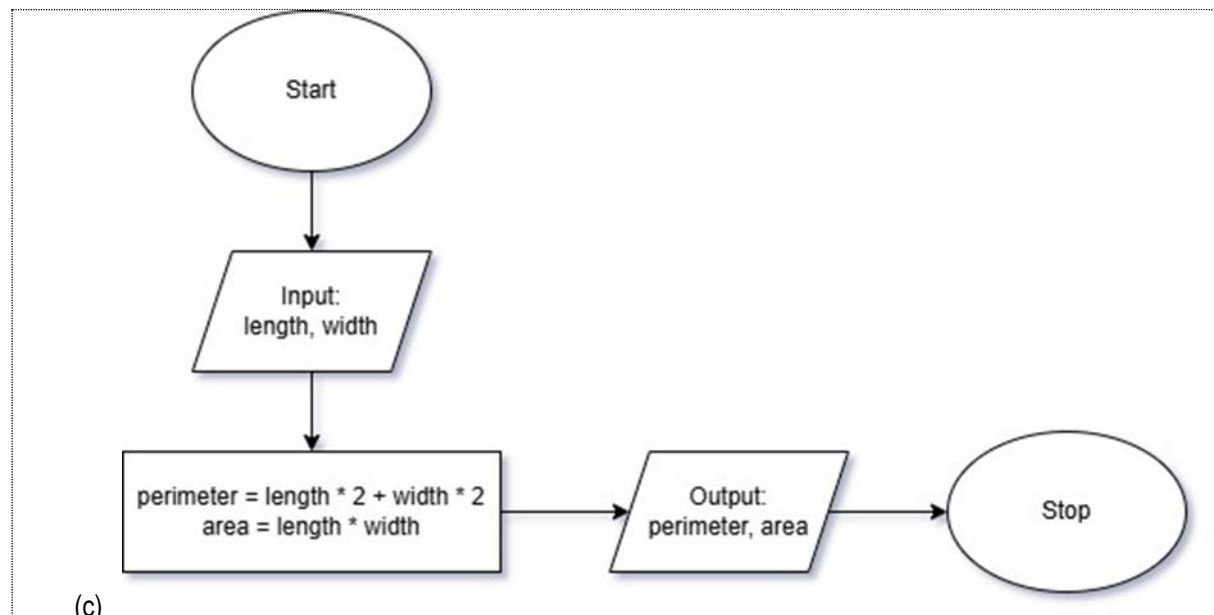 Start
Input:
length, width
perimeter = length * 2 + width * 2
area = length * width
Output:
perimeter, area
Stop
(c)